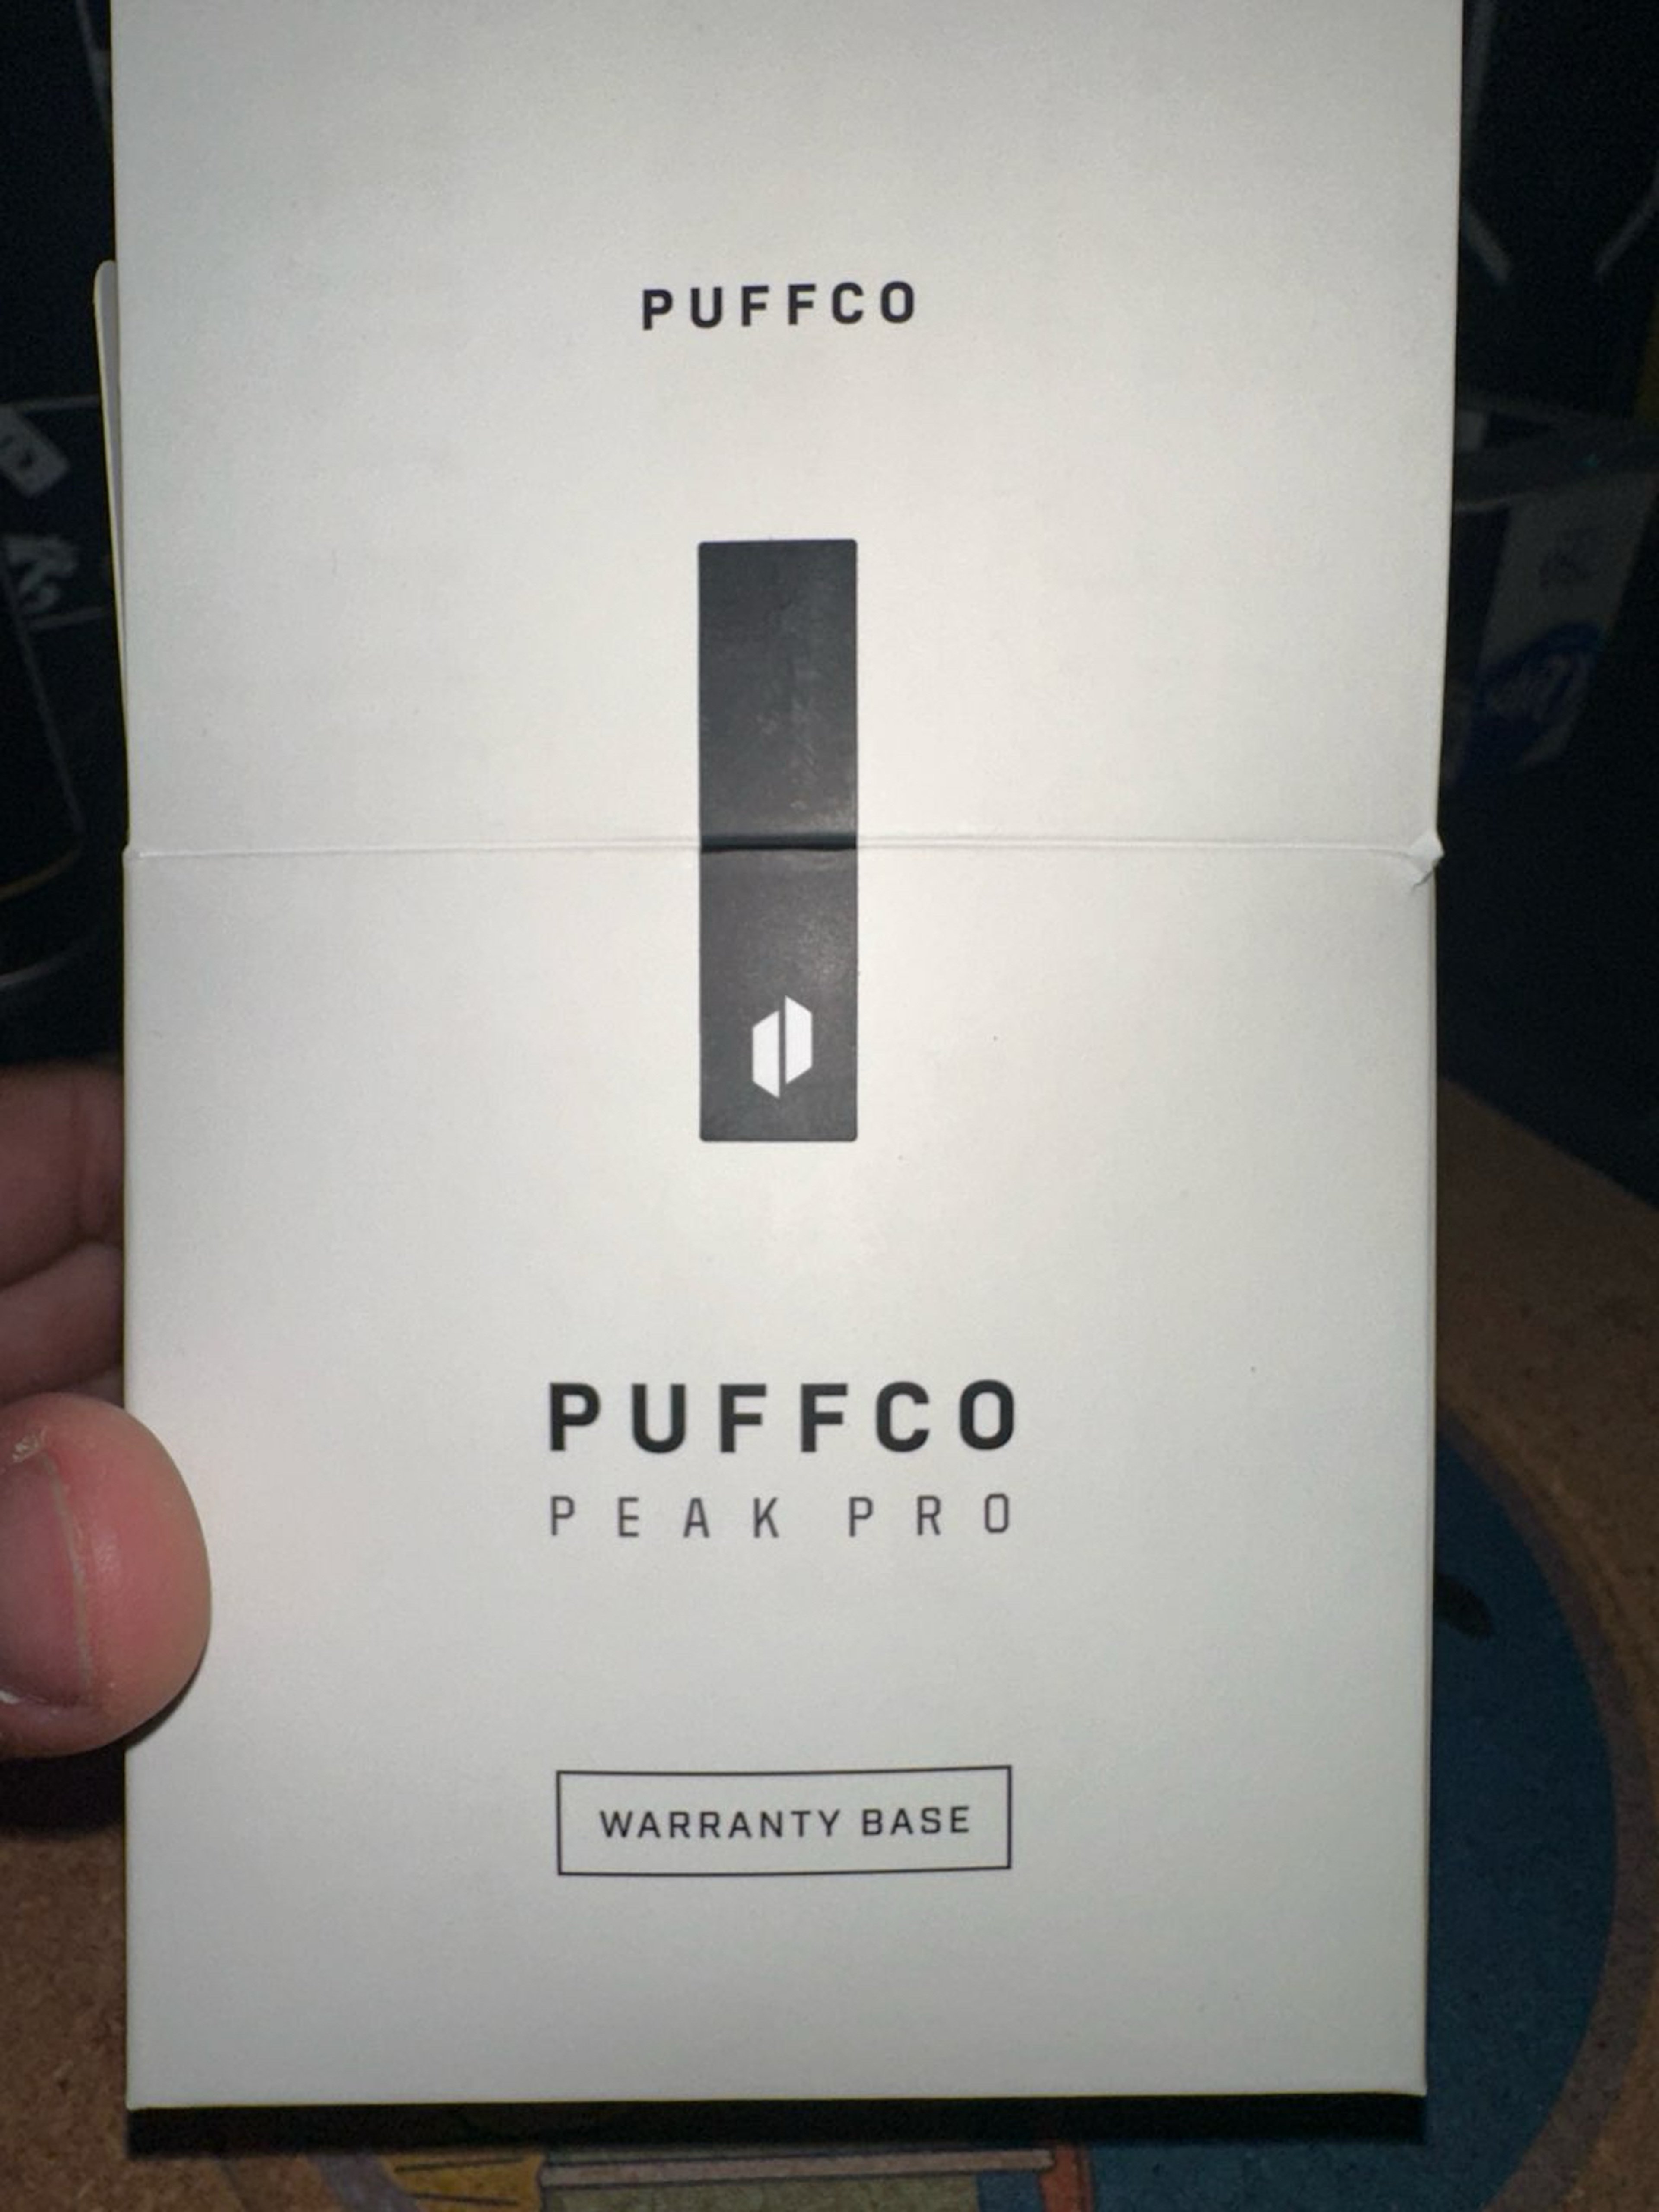 PUFFCO
PUFFCO
PEAK PRO
WARRANTY BASE